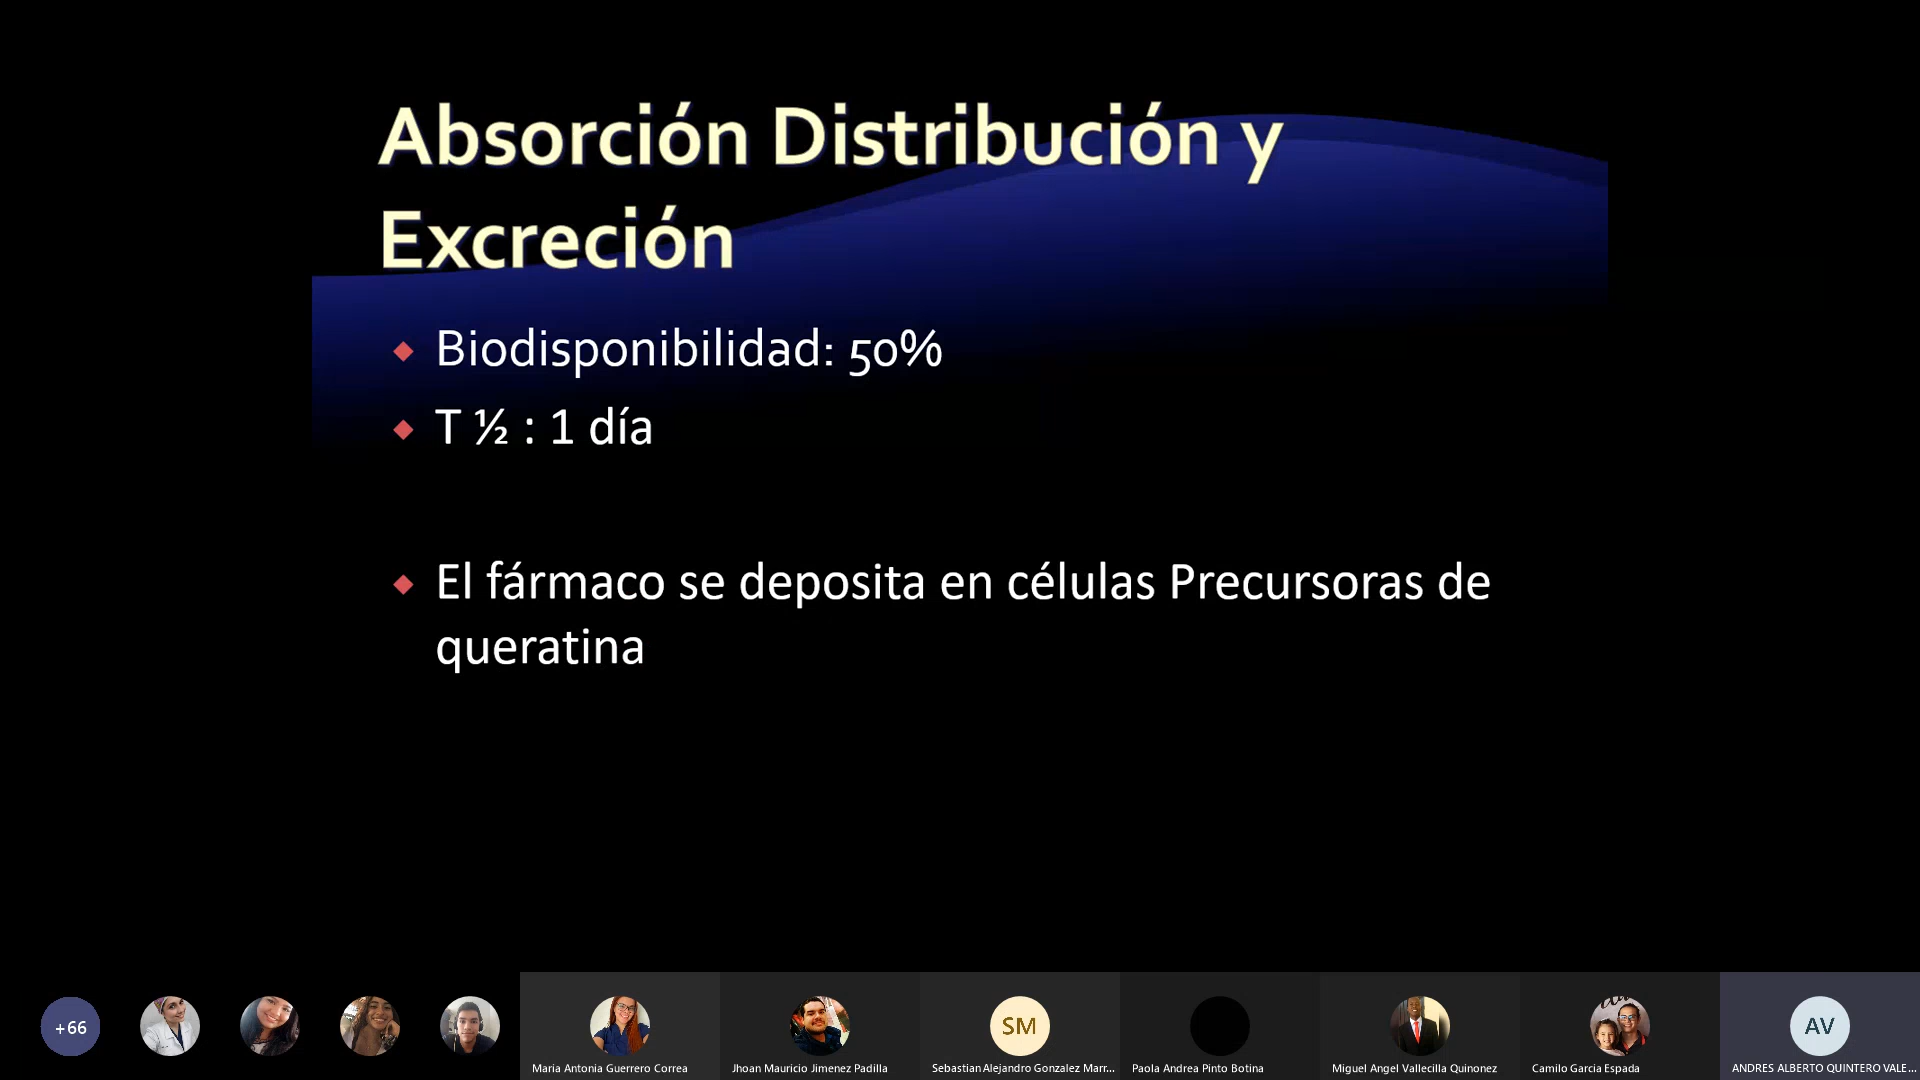 Absorción Distribución y
Excreción
Biodisponibilidad: 50%
T ½ : 1 día
El fármaco se deposita en células Precursoras de
queratina
+66
Maria Antonia Guerrero Correa
Jhoan Mauricio Jimenez Padilla
SM
Sebastian Alejandro Gonzalez Marr...
Paola Andrea Pinto Botina
Miguel Angel Vallecilla Quinonez
Camilo Garcia Espada
AV
ANDRES ALBERTO QUINTERO VALE...